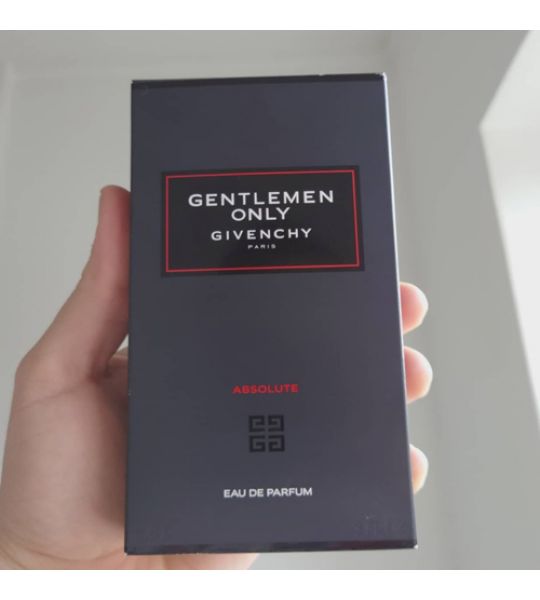 GENTLEMEN
ONLY
GIVENCHY
PARIS
ABSOLUTE
EAU DE PARFUM